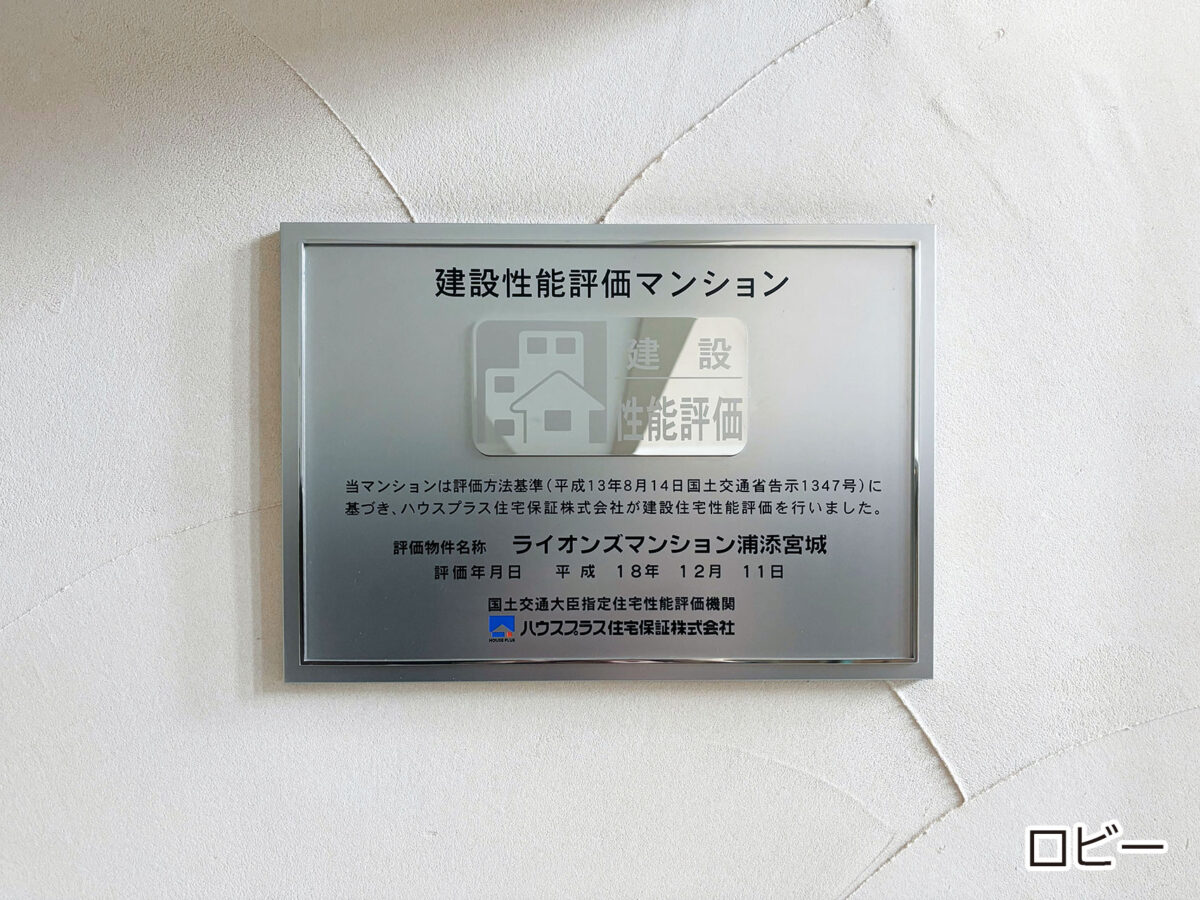 建設性能評価マンション
建設
性能評価
当マンションは評価方法基準（平成13年8月14日国土交通省告示1347号）に
基づき、ハウスプラス住宅保証株式会社が建設住宅性能評価を行いました。
評価物件名称 ライオンズマンション浦添宮城
評価年月日 平成 18年 12月 11日
国土交通大臣指定住宅性能評価機関
HOUSE PLUS ハウスプラス住宅保証株式会社
ロビー